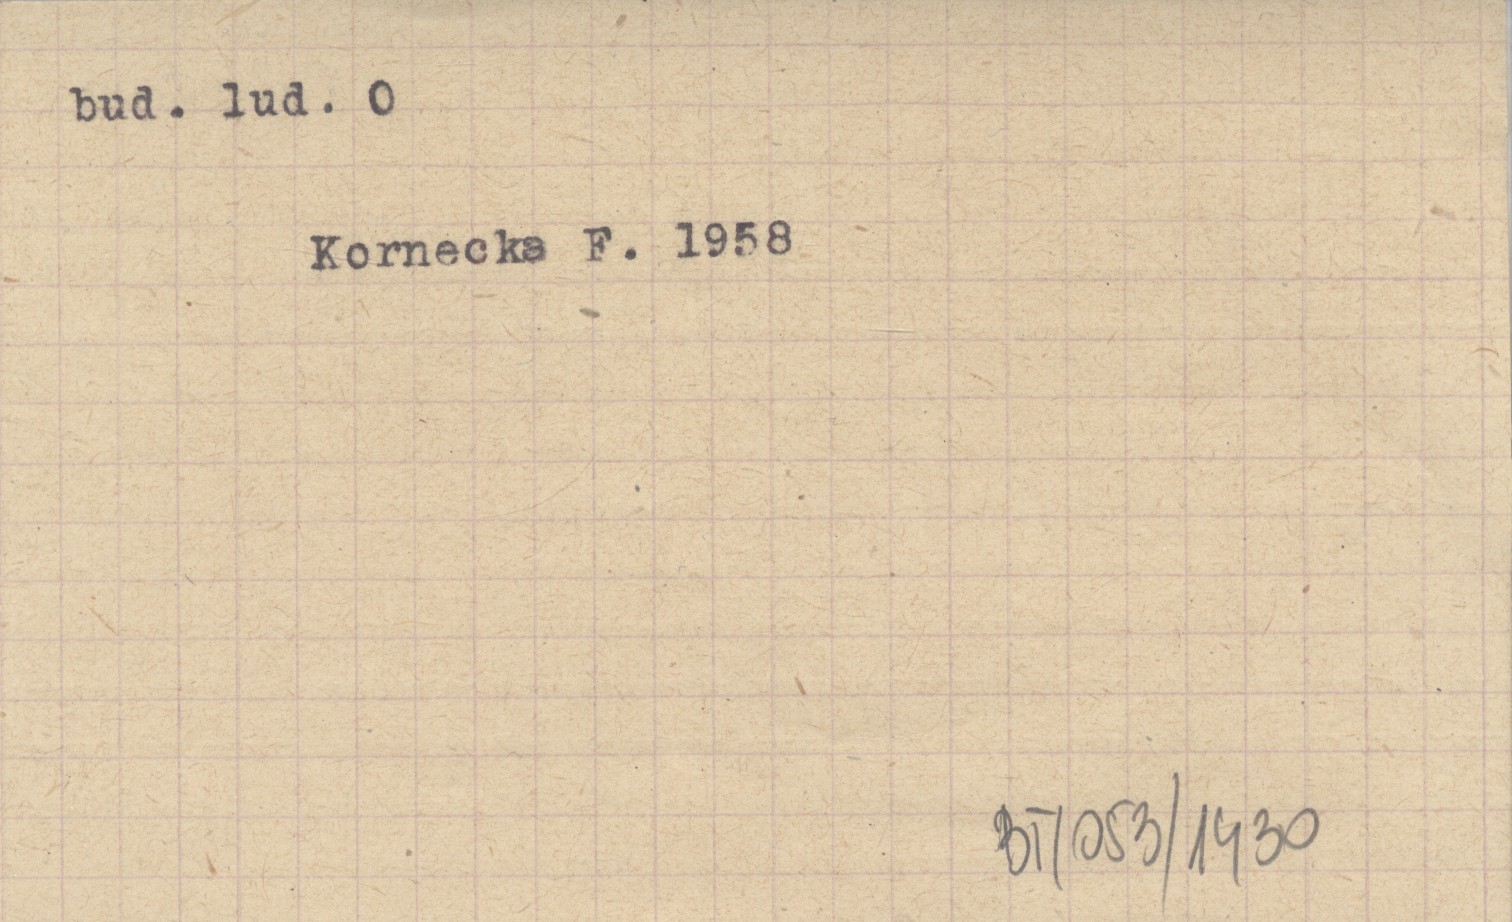 bud. lud. O
Kornecka F. 1958
BT/053/1430